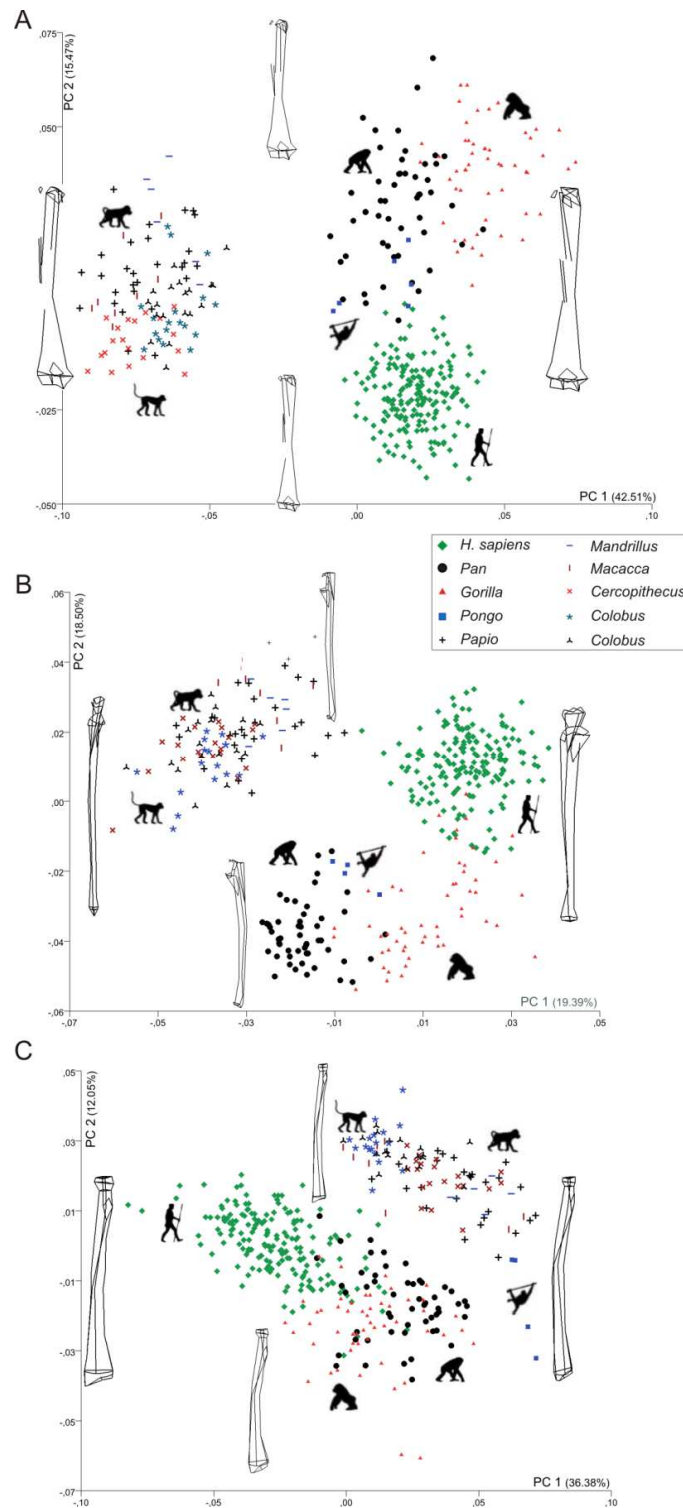 A
,075
PC 2 (15.47%)
,050
-,025
-,050
-,10
-,05
,00
,05
,10
PC 1 (42.51%)
H. sapiens
Pan
Gorilla
Pongo
Papio
Mandrillus
Macacca
Cercopithecus
Colobus
Colobus
B
,06
PC 2 (18.50%)
,04
,02
,00
-,02
-,04
-,06
-,07
-,05
-,03
-,01
,01
,03
,05
PC 1 (19.39%)
C
,05
PC 2 (12.05%)
,03
,01
-,01
-,03
-,05
-,07
-,10
-,05
,00
,05
,10
PC 1 (36.38%)